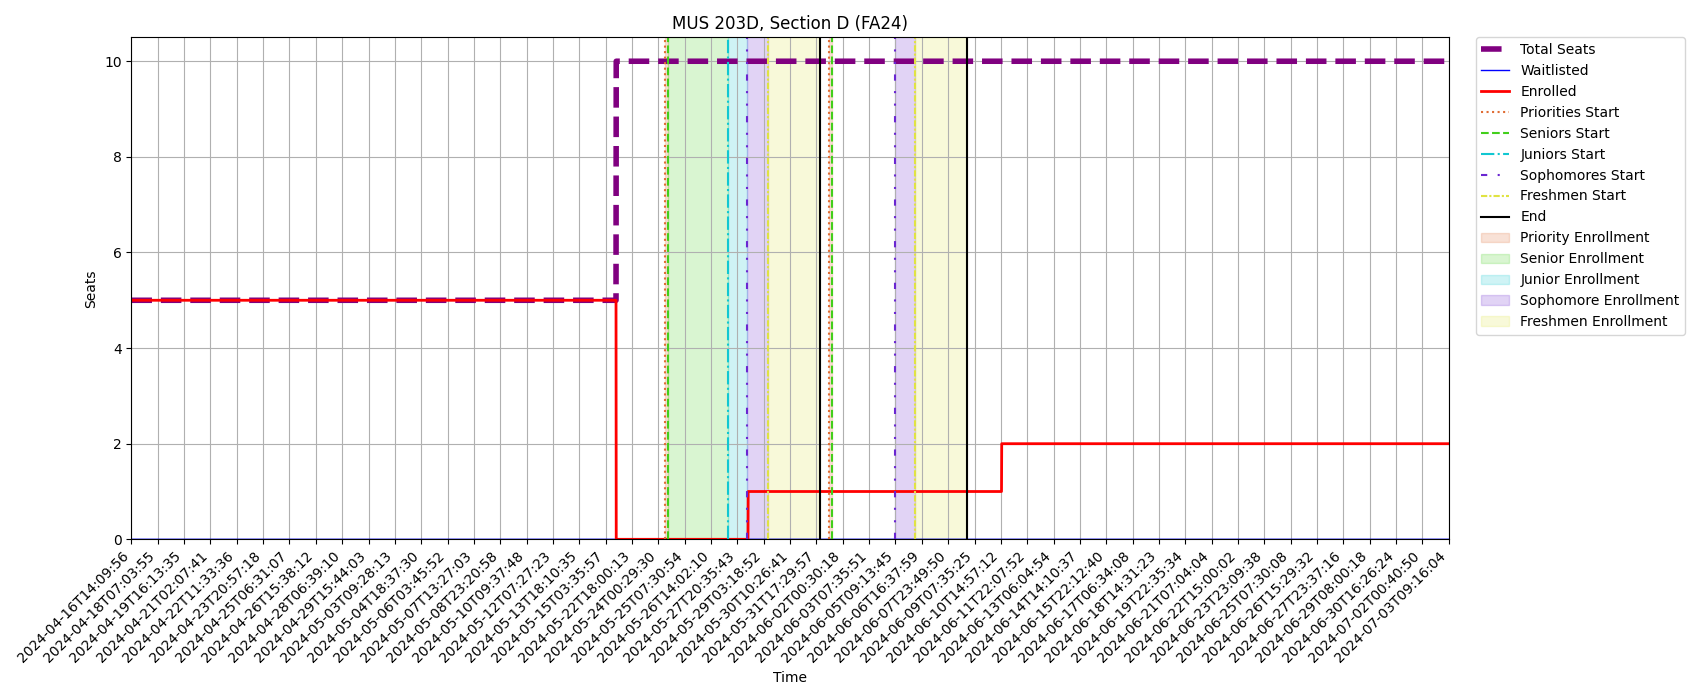 MUS 203D, Section D (FA24)
Seats
10
8
6
4
2
0
2024-04-16T14:09:56
2024-04-18T07:03:55
2024-04-19T16:13:35
2024-04-21T02:07:41
2024-04-22T11:33:36
2024-04-23T20:57:18
2024-04-25T06:31:07
2024-04-26T15:38:12
2024-04-28T06:39:10
2024-04-29T15:44:03
2024-05-03T09:28:13
2024-05-04T18:37:30
2024-05-06T03:45:52
2024-05-07T13:27:03
2024-05-08T23:20:58
2024-05-10T09:37:48
2024-05-12T07:27:23
2024-05-13T18:10:35
2024-05-15T03:35:57
2024-05-22T18:00:13
2024-05-24T00:29:30
2024-05-25T07:30:54
2024-05-26T14:02:10
2024-05-27T20:35:43
2024-05-29T03:18:52
2024-05-30T10:26:41
2024-05-31T17:29:57
2024-06-02T00:30:18
2024-06-03T07:35:51
2024-06-05T09:13:45
2024-06-06T16:37:59
2024-06-07T23:49:50
2024-06-09T07:35:25
2024-06-10T14:57:12
2024-06-11T22:07:52
2024-06-13T06:04:54
2024-06-14T14:10:37
2024-06-15T22:12:40
2024-06-17T06:34:08
2024-06-18T14:31:23
2024-06-19T22:35:34
2024-06-21T07:04:04
2024-06-22T15:00:02
2024-06-23T23:09:38
2024-06-25T07:30:08
2024-06-26T15:29:32
2024-06-27T23:37:16
2024-06-29T08:00:18
2024-06-30T16:26:24
2024-07-02T00:40:50
2024-07-03T09:16:04
Time
Total Seats
Waitlisted
Enrolled
Priorities Start
Seniors Start
Juniors Start
Sophomores Start
Freshmen Start
End
Priority Enrollment
Senior Enrollment
Junior Enrollment
Sophomore Enrollment
Freshmen Enrollment